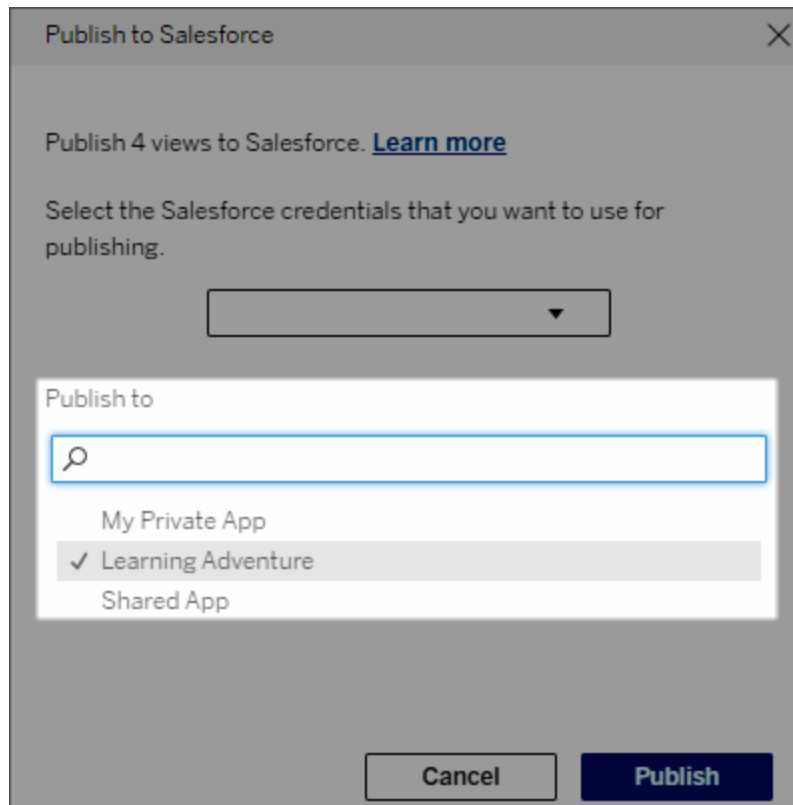 Publish to Salesforce
Publish 4 views to Salesforce. Learn more
Select the Salesforce credentials that you want to use for
publishing.
Publish to
My Private App
Learning Adventure
Shared App
Cancel Publish